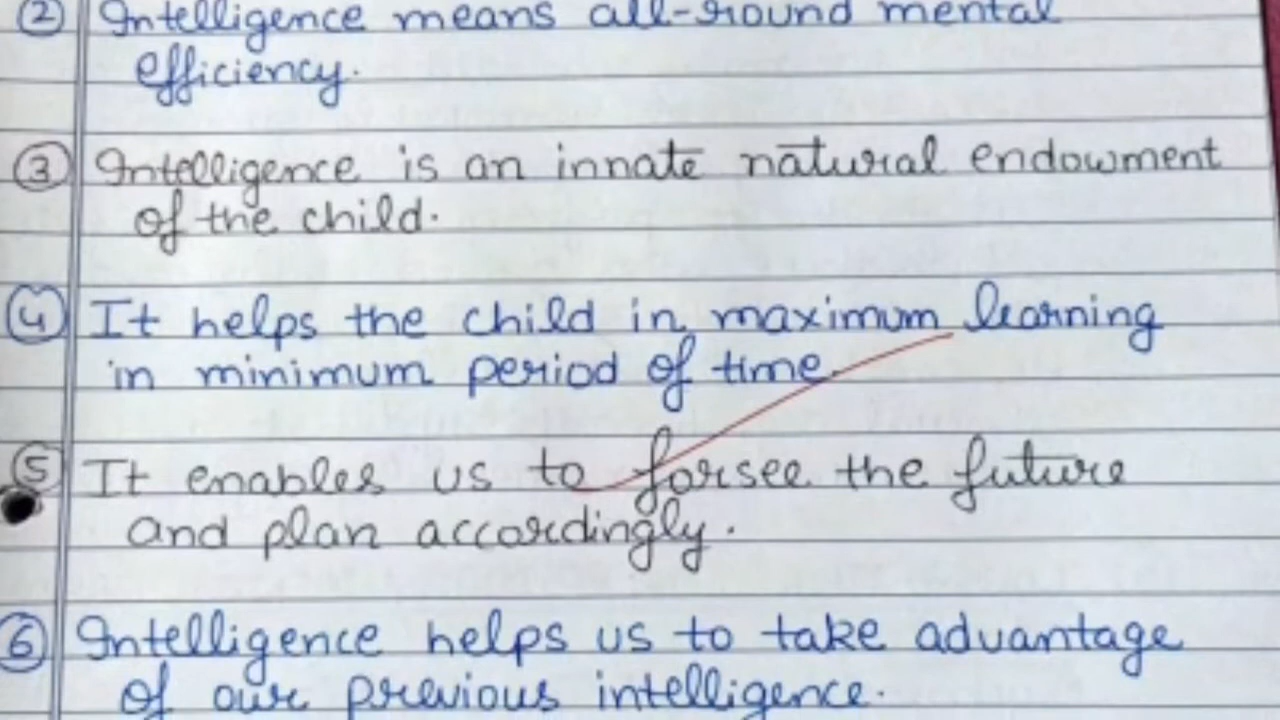 ② Intelligence means all-round mental
efficiency.
③ Intelligence is an innate natural endowment
of the child.
④ It helps the child in maximum learning
in minimum period of time.
⑤ It enables us to forsee the future
and plan accordingly.
⑥ Intelligence helps us to take advantage
of our previous intelligence.